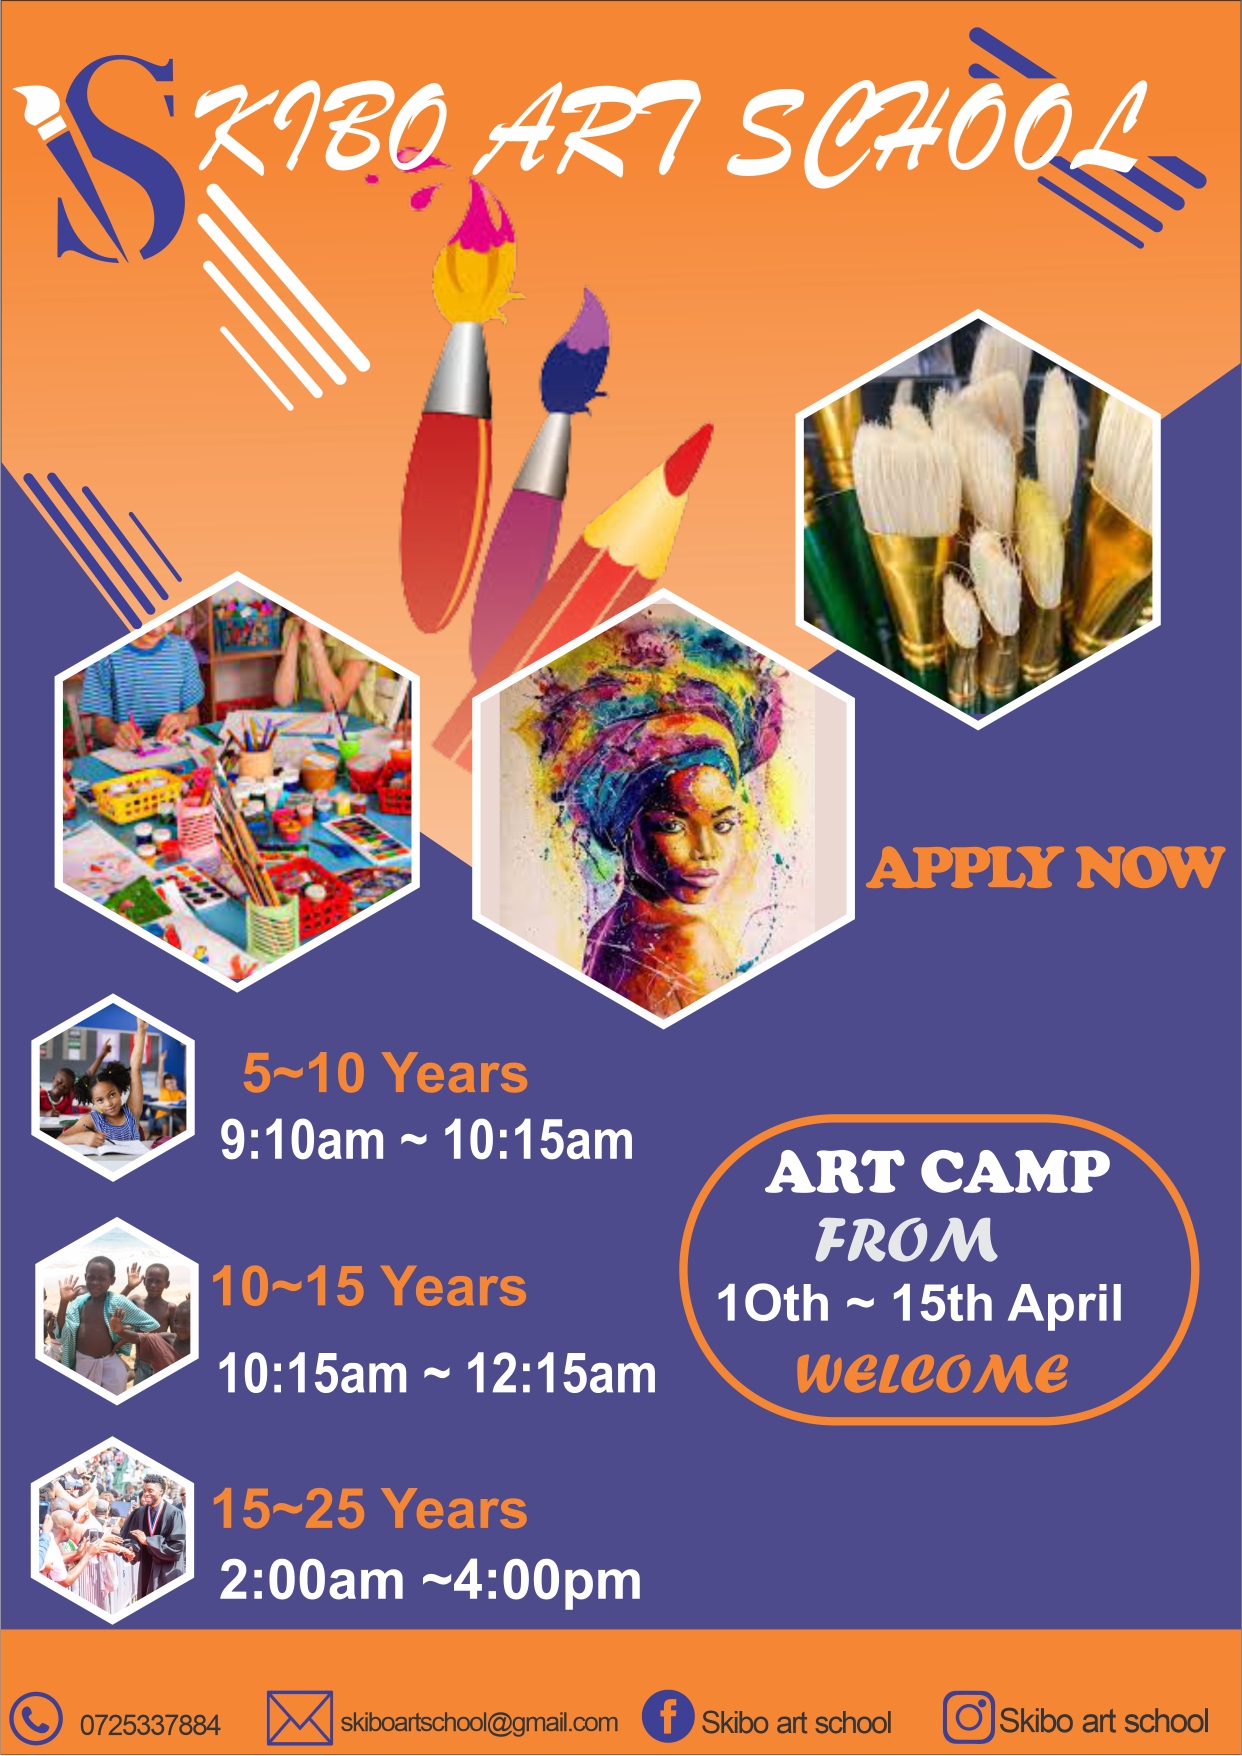 SKIBO ART SCHOOL
APPLY NOW
5~10 Years
9:10am ~ 10:15am
10~15 Years
10:15am ~ 12:15am
15~25 Years
2:00am ~4:00pm
ART CAMP
FROM
1Oth ~ 15th April
WELCOME
0725337884
skiboartschool@gmail.com
Skibo art school
Skibo art school